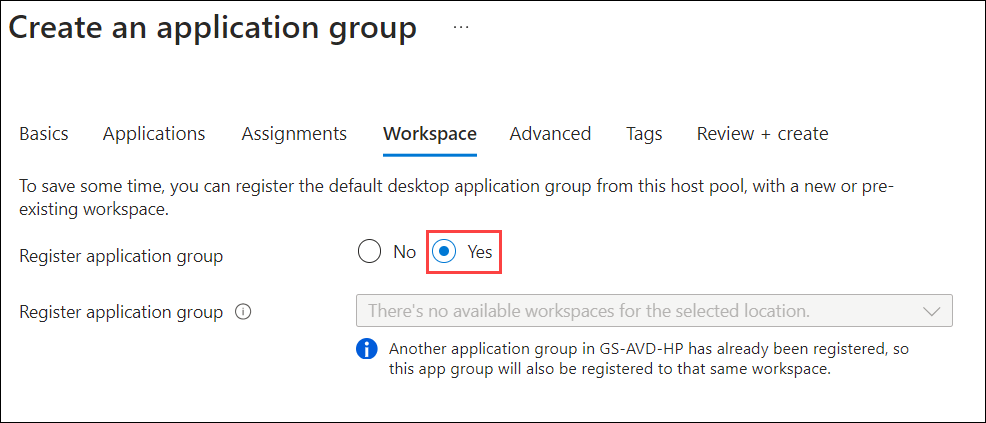 Create an application group ...
Basics Applications Assignments Workspace Advanced Tags Review + create
To save some time, you can register the default desktop application group from this host pool, with a new or pre-
existing workspace.
Register application group No Yes
Register application group There's no available workspaces for the selected location.
Another application group in GS-AVD-HP has already been registered, so
this app group will also be registered to that same workspace.